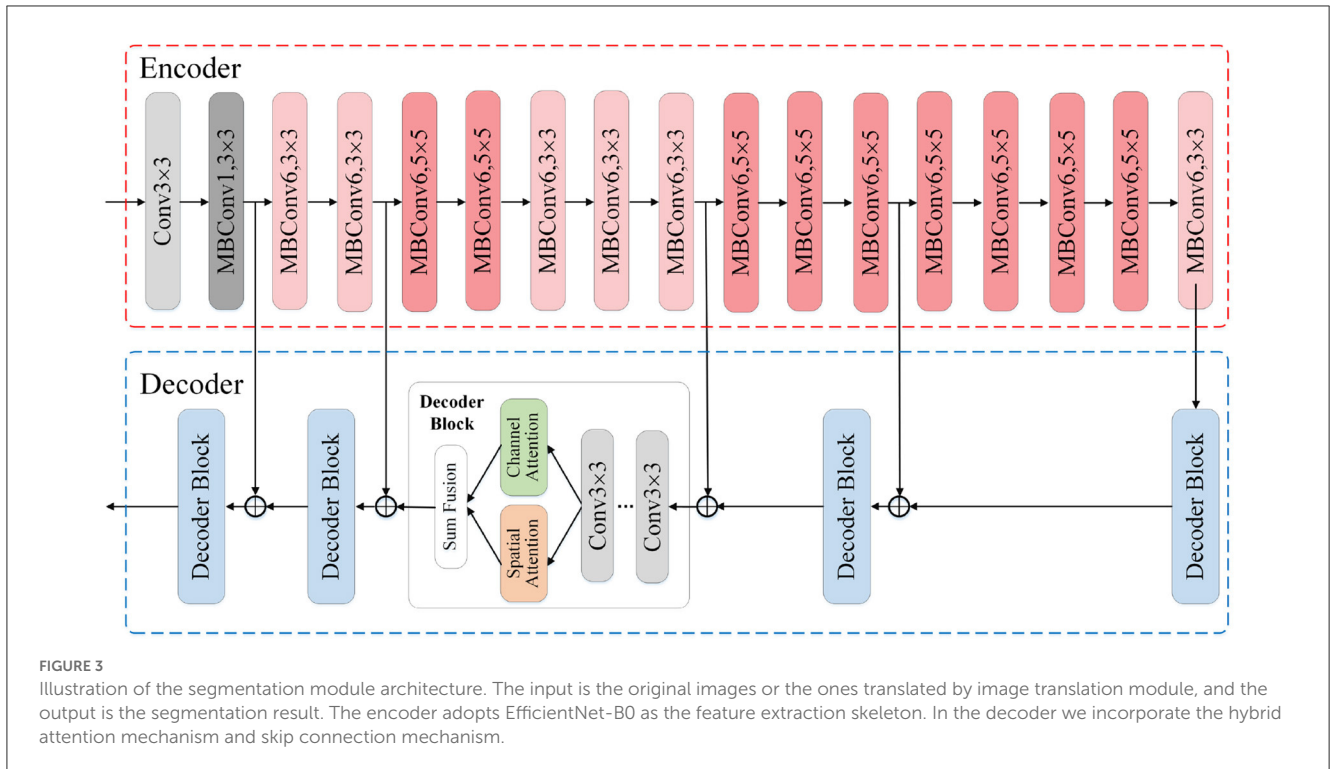 Encoder
Conv3×3
MBConv1,3×3
MBConv6,3×3
MBConv6,3×3
MBConv6,5×5
MBConv6,5×5
MBConv6,3×3
MBConv6,3×3
MBConv6,3×3
MBConv6,5×5
MBConv6,5×5
MBConv6,5×5
MBConv6,5×5
MBConv6,5×5
MBConv6,5×5
MBConv6,5×5
MBConv6,3×3
Decoder
Decoder Block
Decoder Block
Decoder
Block
Sum Fusion
Channel
Attention
Spatial
Attention
Conv3×3
...
Conv3×3
Decoder Block
Decoder Block
FIGURE 3
Illustration of the segmentation module architecture. The input is the original images or the ones translated by image translation module, and the
output is the segmentation result. The encoder adopts EfficientNet-B0 as the feature extraction skeleton. In the decoder we incorporate the hybrid
attention mechanism and skip connection mechanism.